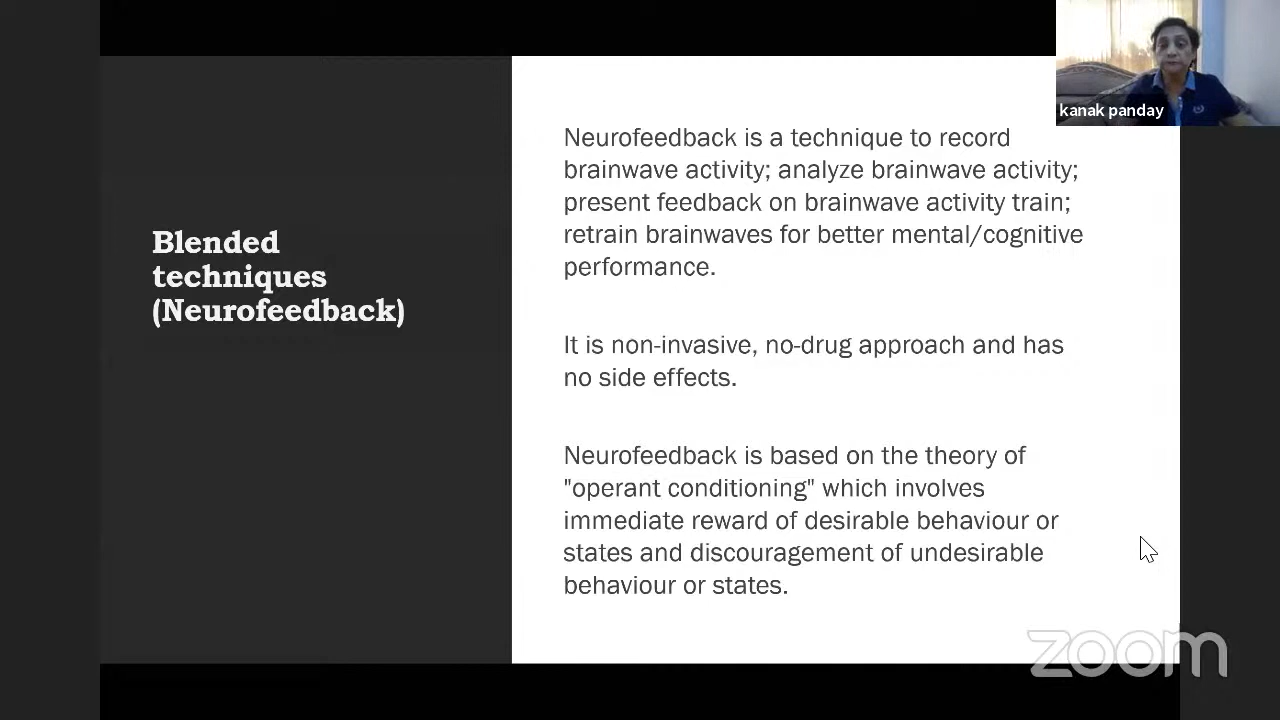 kanak panday
Blended
techniques
(Neurofeedback)
Neurofeedback is a technique to record
brainwave activity; analyze brainwave activity;
present feedback on brainwave activity train;
retrain brainwaves for better mental/cognitive
performance.
It is non-invasive, no-drug approach and has
no side effects.
Neurofeedback is based on the theory of
"operant conditioning" which involves
immediate reward of desirable behaviour or
states and discouragement of undesirable
behaviour or states.
zoom